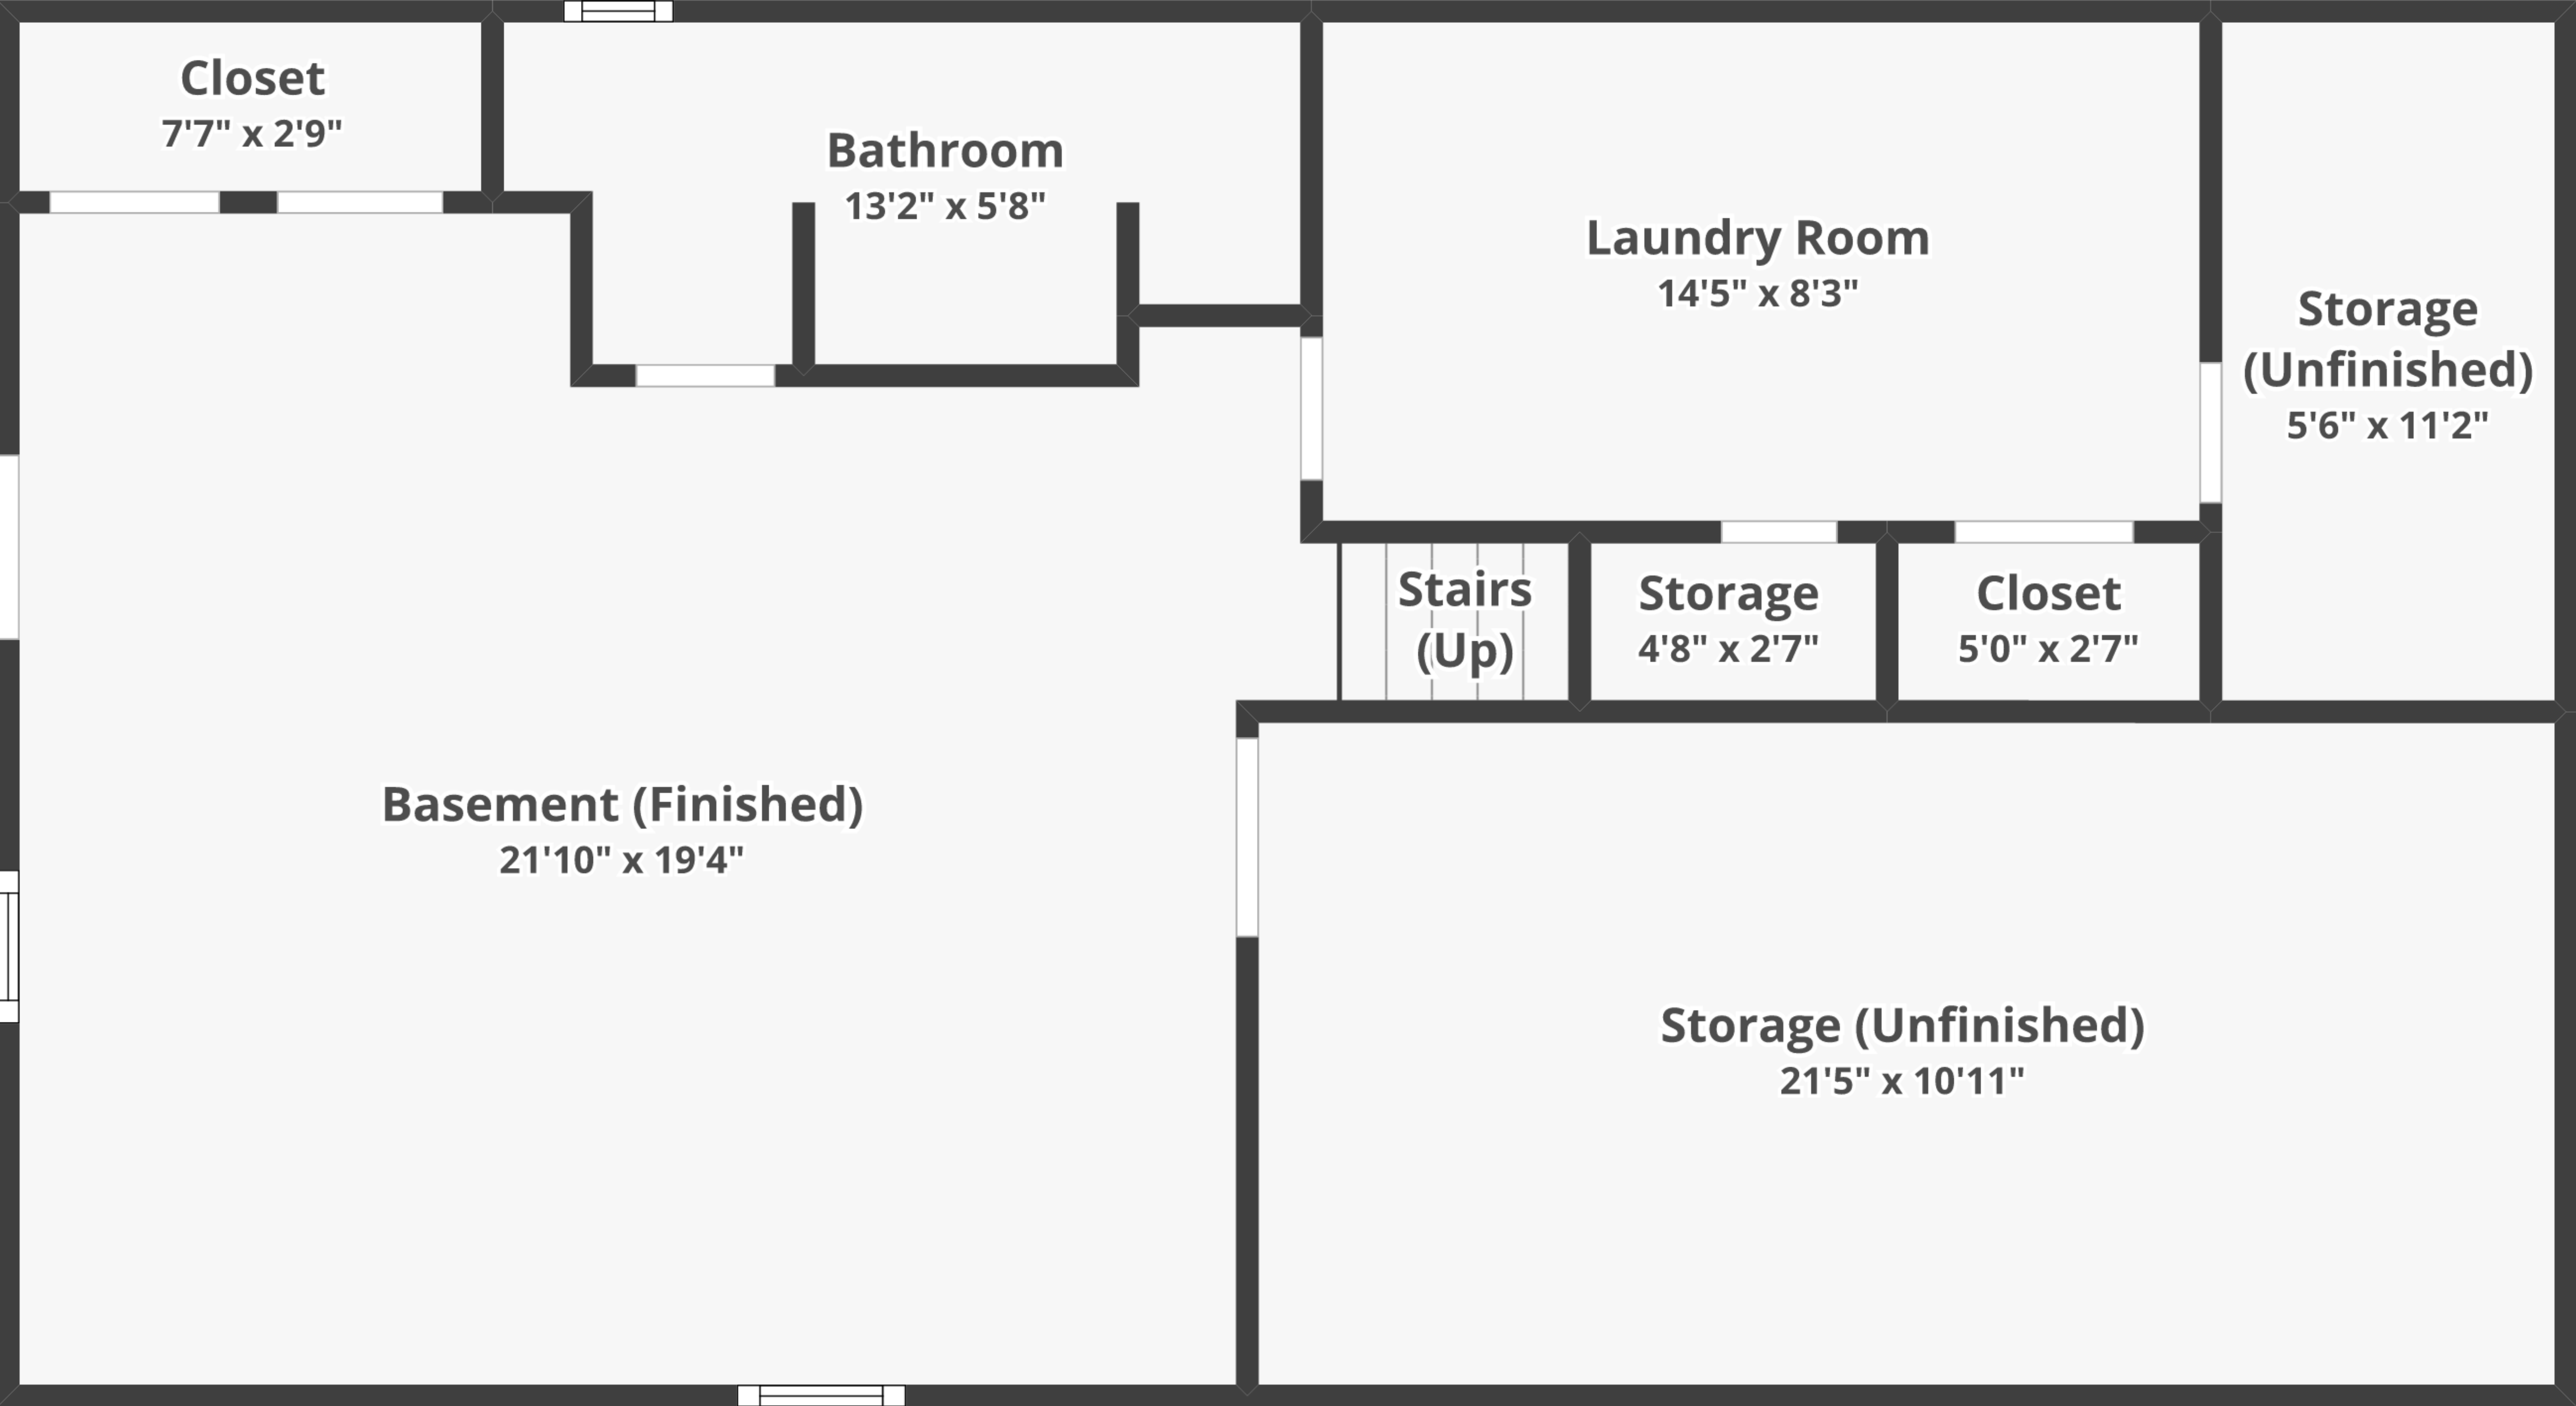 Closet
7'7" x 2'9"
Bathroom
13'2" x 5'8"
Laundry Room
14'5" x 8'3"
Storage
(Unfinished)
5'6" x 11'2"
Stairs
(Up)
Storage
4'8" x 2'7"
Closet
5'0" x 2'7"
Basement (Finished)
21'10" x 19'4"
Storage (Unfinished)
21'5" x 10'11"